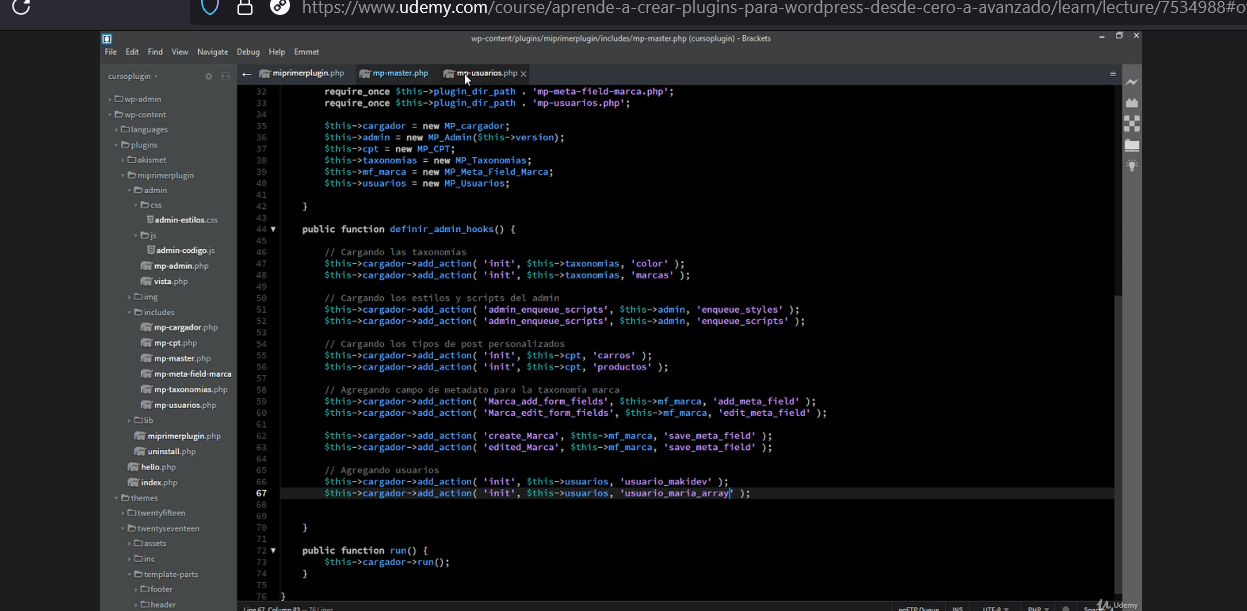 https://www.udemy.com/course/aprende-a-crear-plugins-para-wordpress-desde-cero-a-avanzado/learn/lecture/7534988#o
wp-content/plugins/miprimerplugin/includes/mp-master.php (cursoplugin) - Brackets
File Edit Find View Navigate Debug Help Emmet
cursoplugin
miprimerplugin.php mp-master.php mp-usuarios.php
wp-admin
wp-content
languages
plugins
akismet
miprimerplugin
admin
css
admin-estilos.css
js
admin-codigo.js
mp-admin.php
vista.php
img
includes
mp-cargador.php
mp-cpt.php
mp-master.php
mp-meta-field-marca
mp-taxonomias.php
mp-usuarios.php
lib
miprimerplugin.php
uninstall.php
hello.php
index.php
themes
twentyfifteen
twentyseventeen
assets
inc
template-parts
footer
header
32 require_once $this->plugin_dir_path . 'mp-meta-field-marca.php';
33 require_once $this->plugin_dir_path . 'mp-usuarios.php';
34
35 $this->cargador = new MP_cargador;
36 $this->admin = new MP_Admin($this->version);
37 $this->cpt = new MP_CPT;
38 $this->taxonomias = new MP_Taxonomias;
39 $this->mf_marca = new MP_Meta_Field_Marca;
40 $this->usuarios = new MP_Usuarios;
41
42 }
43
44 public function definir_admin_hooks() {
45
46 // Cargando las taxonomías
47 $this->cargador->add_action( 'init', $this->taxonomias, 'color' );
48 $this->cargador->add_action( 'init', $this->taxonomias, 'marcas' );
49
50 // Cargando los estilos y scripts del admin
51 $this->cargador->add_action( 'admin_enqueue_scripts', $this->admin, 'enqueue_styles' );
52 $this->cargador->add_action( 'admin_enqueue_scripts', $this->admin, 'enqueue_scripts' );
53
54 // Cargando los tipos de post personalizados
55 $this->cargador->add_action( 'init', $this->cpt, 'carros' );
56 $this->cargador->add_action( 'init', $this->cpt, 'productos' );
57
58 // Agregando campo de metadato para la taxonomía marca
59 $this->cargador->add_action( 'Marca_add_form_fields', $this->mf_marca, 'add_meta_field' );
60 $this->cargador->add_action( 'Marca_edit_form_fields', $this->mf_marca, 'edit_meta_field' );
61
62 $this->cargador->add_action( 'create_Marca', $this->mf_marca, 'save_meta_field' );
63 $this->cargador->add_action( 'edited_Marca', $this->mf_marca, 'save_meta_field' );
64
65 // Agregando usuarios
66 $this->cargador->add_action( 'init', $this->usuarios, 'usuario_makidev' );
67 $this->cargador->add_action( 'init', $this->usuarios, 'usuario_maria_array' );
68
69
70 }
71
72 public function run() {
73 $this->cargador->run();
74 }
75
76 }
Line 67, Column 83 — 76 Lines
enFTP Queue INS UTF-8 PHP
Udemy